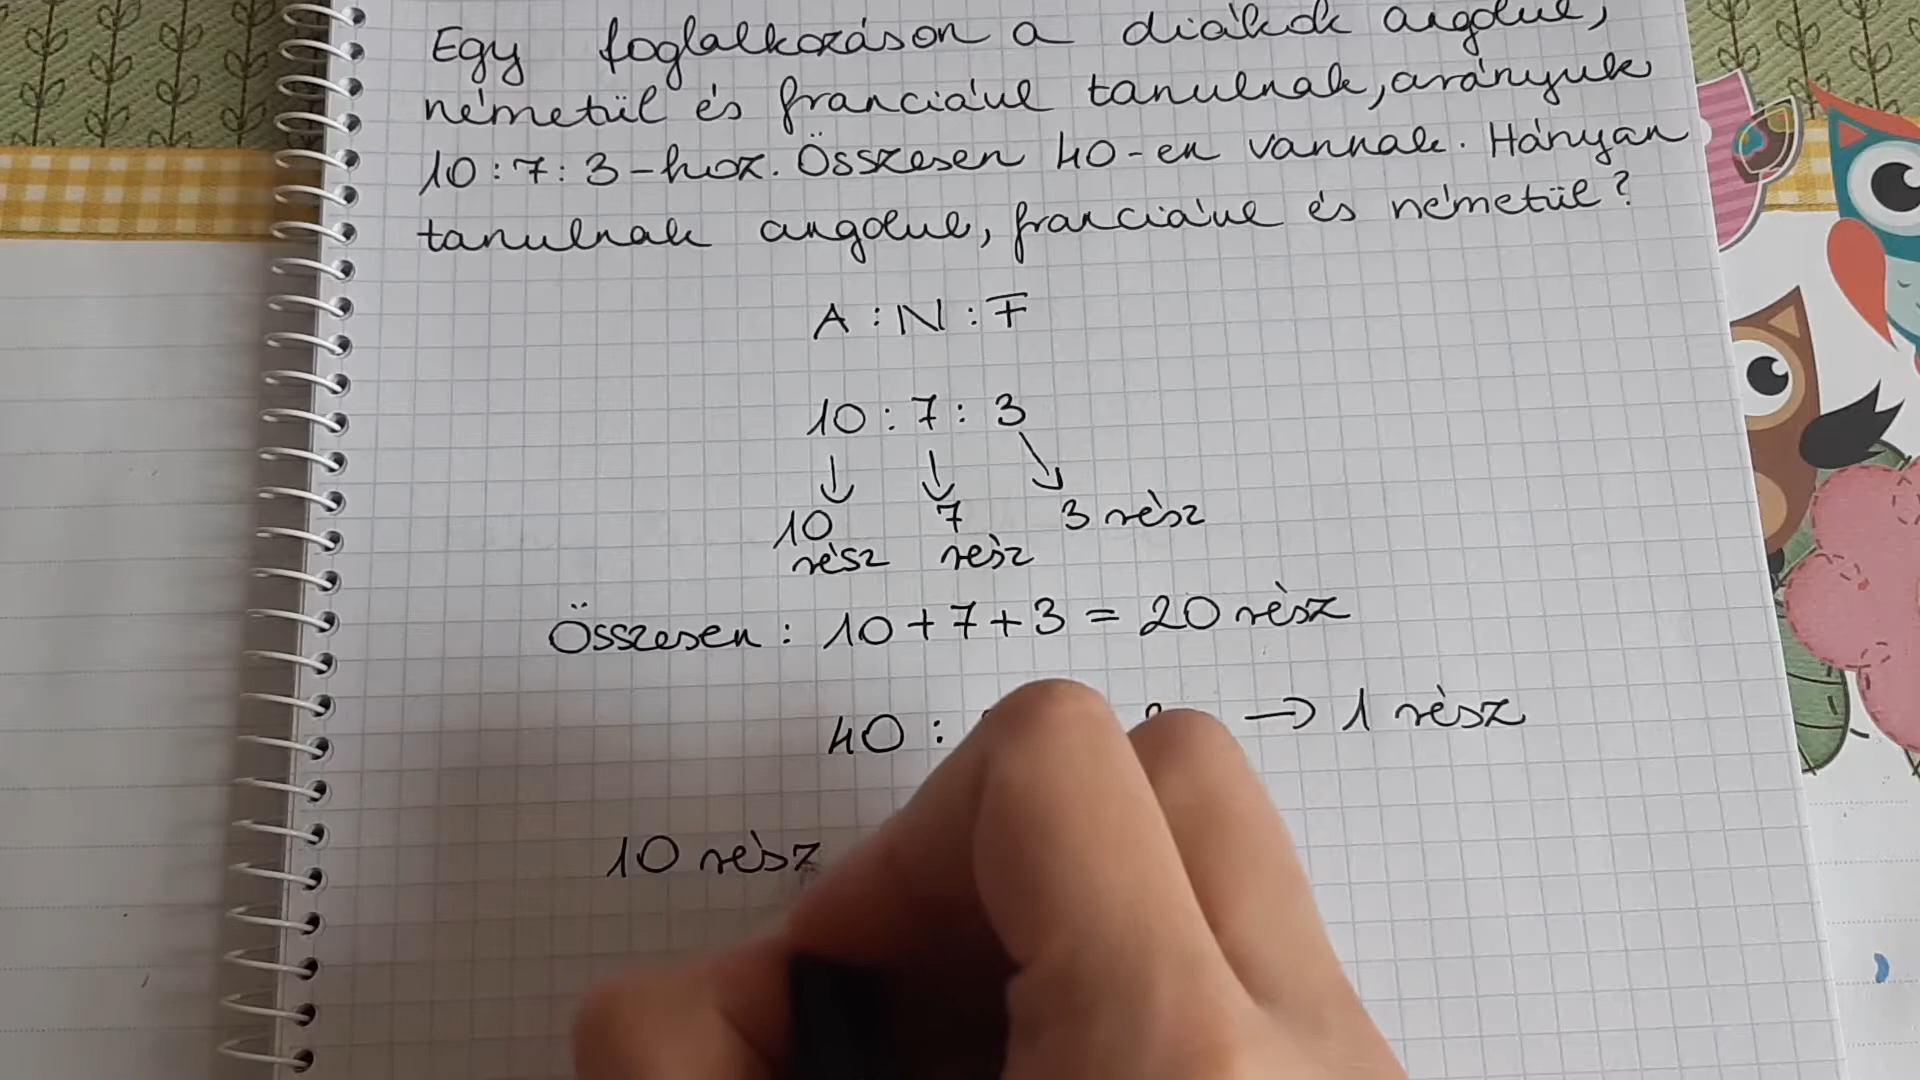 Egy foglalkozáson a diákok angolul,
németül és franciául tanulnak, arányuk
10:7:3-hoz. Összesen 40-en vannak. Hányan
tanulnak angolul, franciául és németül?
A : N : F
10 : 7 : 3
10 7 3 rész
rész rész
Összesen: 10+7+3 = 20 rész
40 : → 1 rész
10 rész